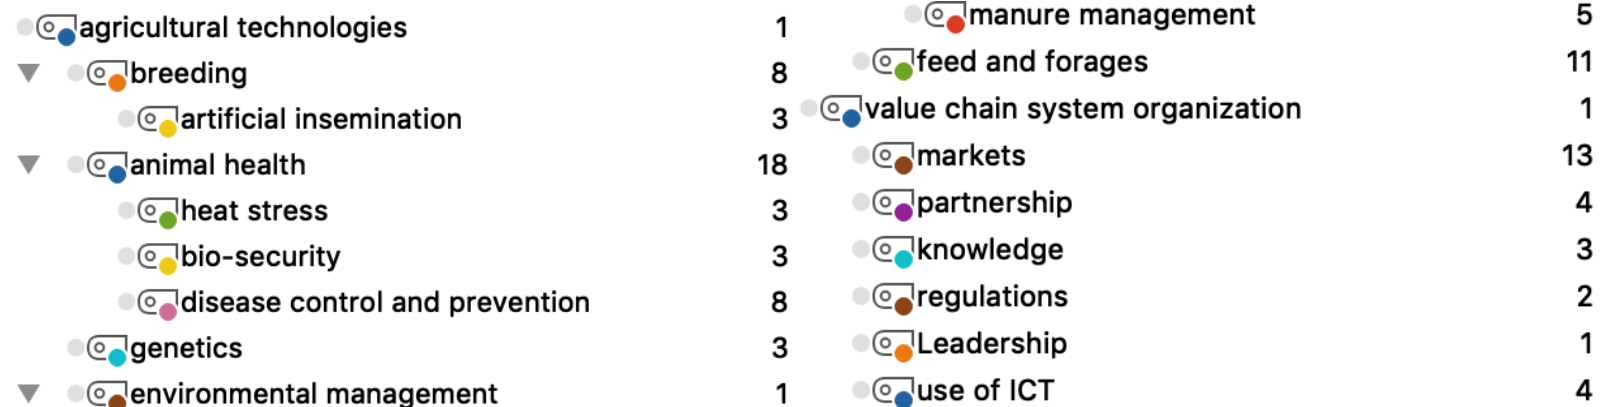 agricultural technologies 1
breeding 8
artificial insemination 3
animal health 18
heat stress 3
bio-security 3
disease control and prevention 8
genetics 3
environmental management 1
manure management 5
feed and forages 11
value chain system organization 1
markets 13
partnership 4
knowledge 3
regulations 2
Leadership 1
use of ICT 4